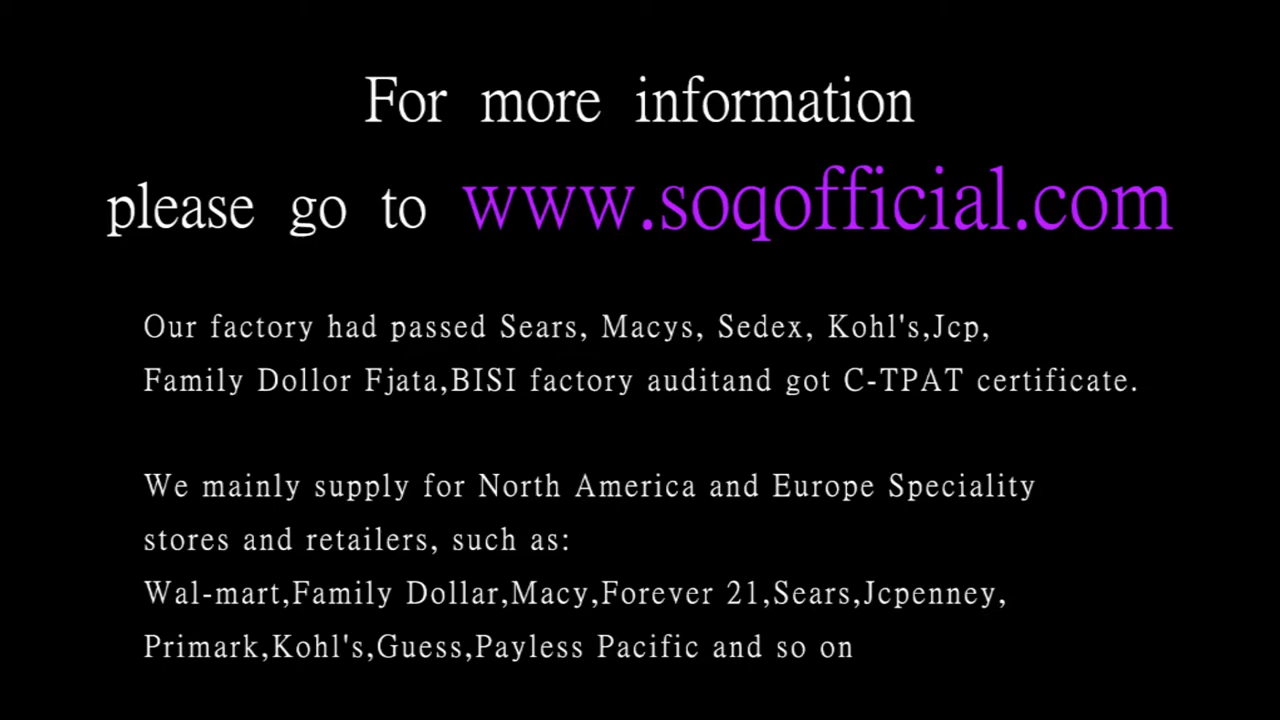 For more information
please go to www.soqofficial.com
Our factory had passed Sears, Macys, Sedex, Kohl's,Jcp,
Family Dollor Fjata,BISI factory auditand got C-TPAT certificate.
We mainly supply for North America and Europe Speciality
stores and retailers, such as:
Wal-mart,Family Dollar,Macy,Forever 21,Sears,Jcpenney,
Primark,Kohl's,Guess,Payless Pacific and so on